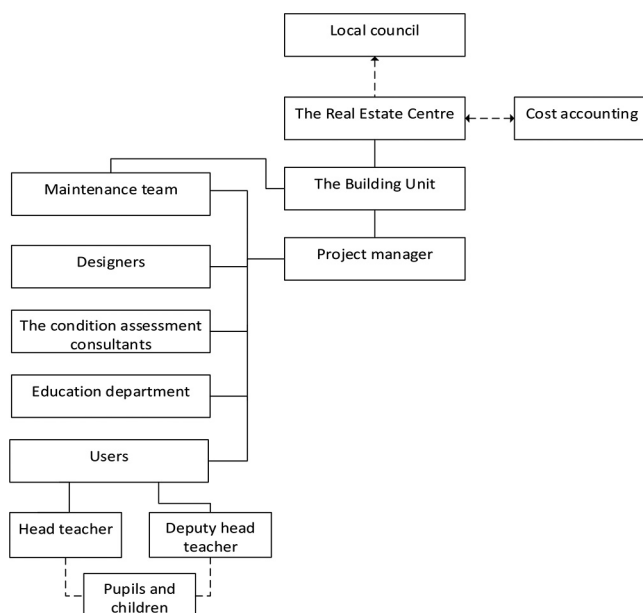 Local council
The Real Estate Centre
Cost accounting
Maintenance team
The Building Unit
Designers
Project manager
The condition assessment
consultants
Education department
Users
Head teacher
Deputy head
teacher
Pupils and
children